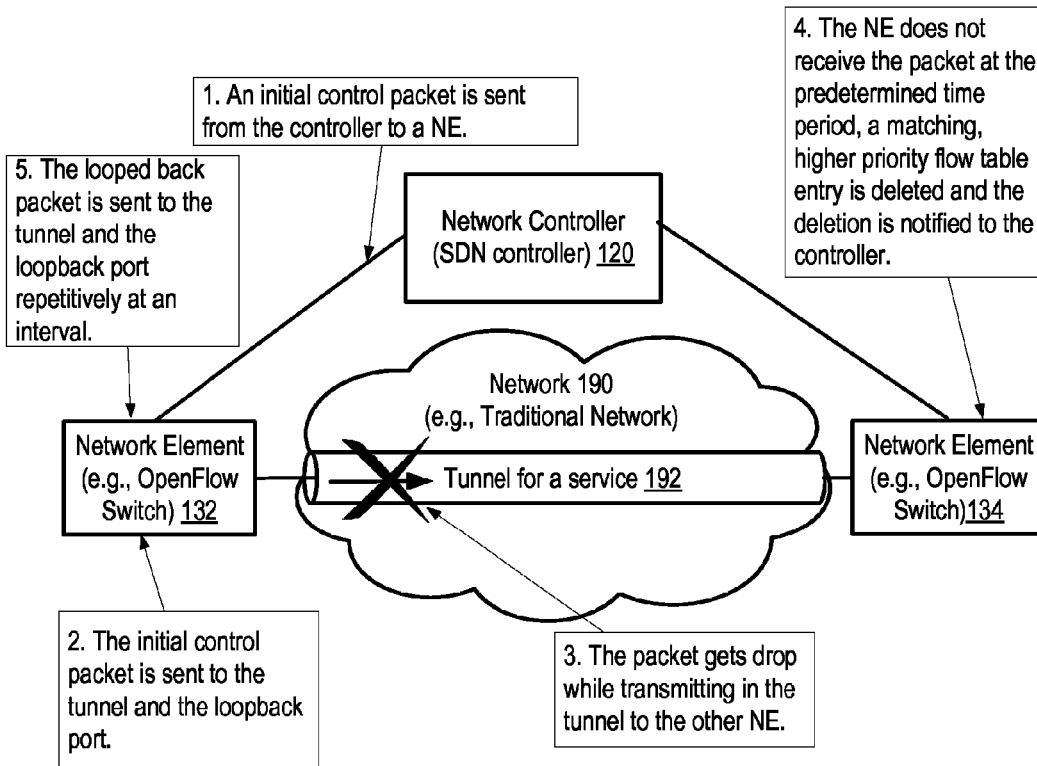 4. The NE does not
receive the packet at the
predetermined time
period, a matching,
higher priority flow table
entry is deleted and the
deletion is notified to the
controller.
1. An initial control packet is sent
from the controller to a NE.
5. The looped back
packet is sent to the
tunnel and the
loopback port
repetitively at an
interval.
Network Controller
(SDN controller) 120
Network 190
(e.g., Traditional Network)
Network Element
(e.g., OpenFlow
Switch) 132
Tunnel for a service 192
Network Element
(e.g., OpenFlow
Switch)134
2. The initial control
packet is sent to the
tunnel and the loopback
port.
3. The packet gets drop
while transmitting in the
tunnel to the other NE.